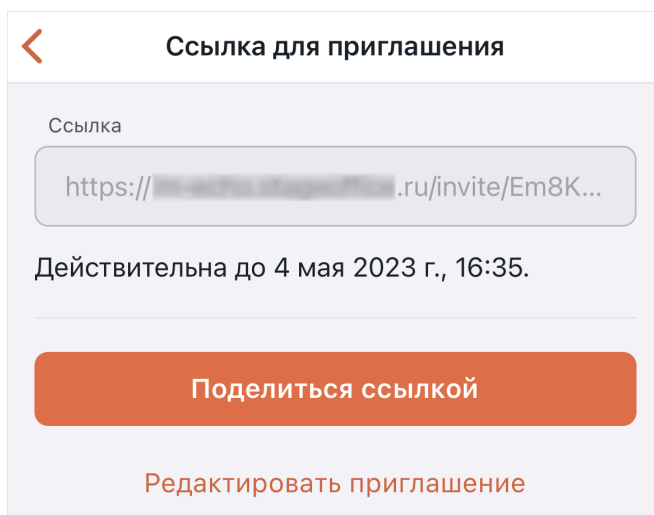 Ссылка для приглашения
Ссылка
https:// .ru/invite/Em8K...
Действительна до 4 мая 2023 г., 16:35.
Поделиться ссылкой
Редактировать приглашение